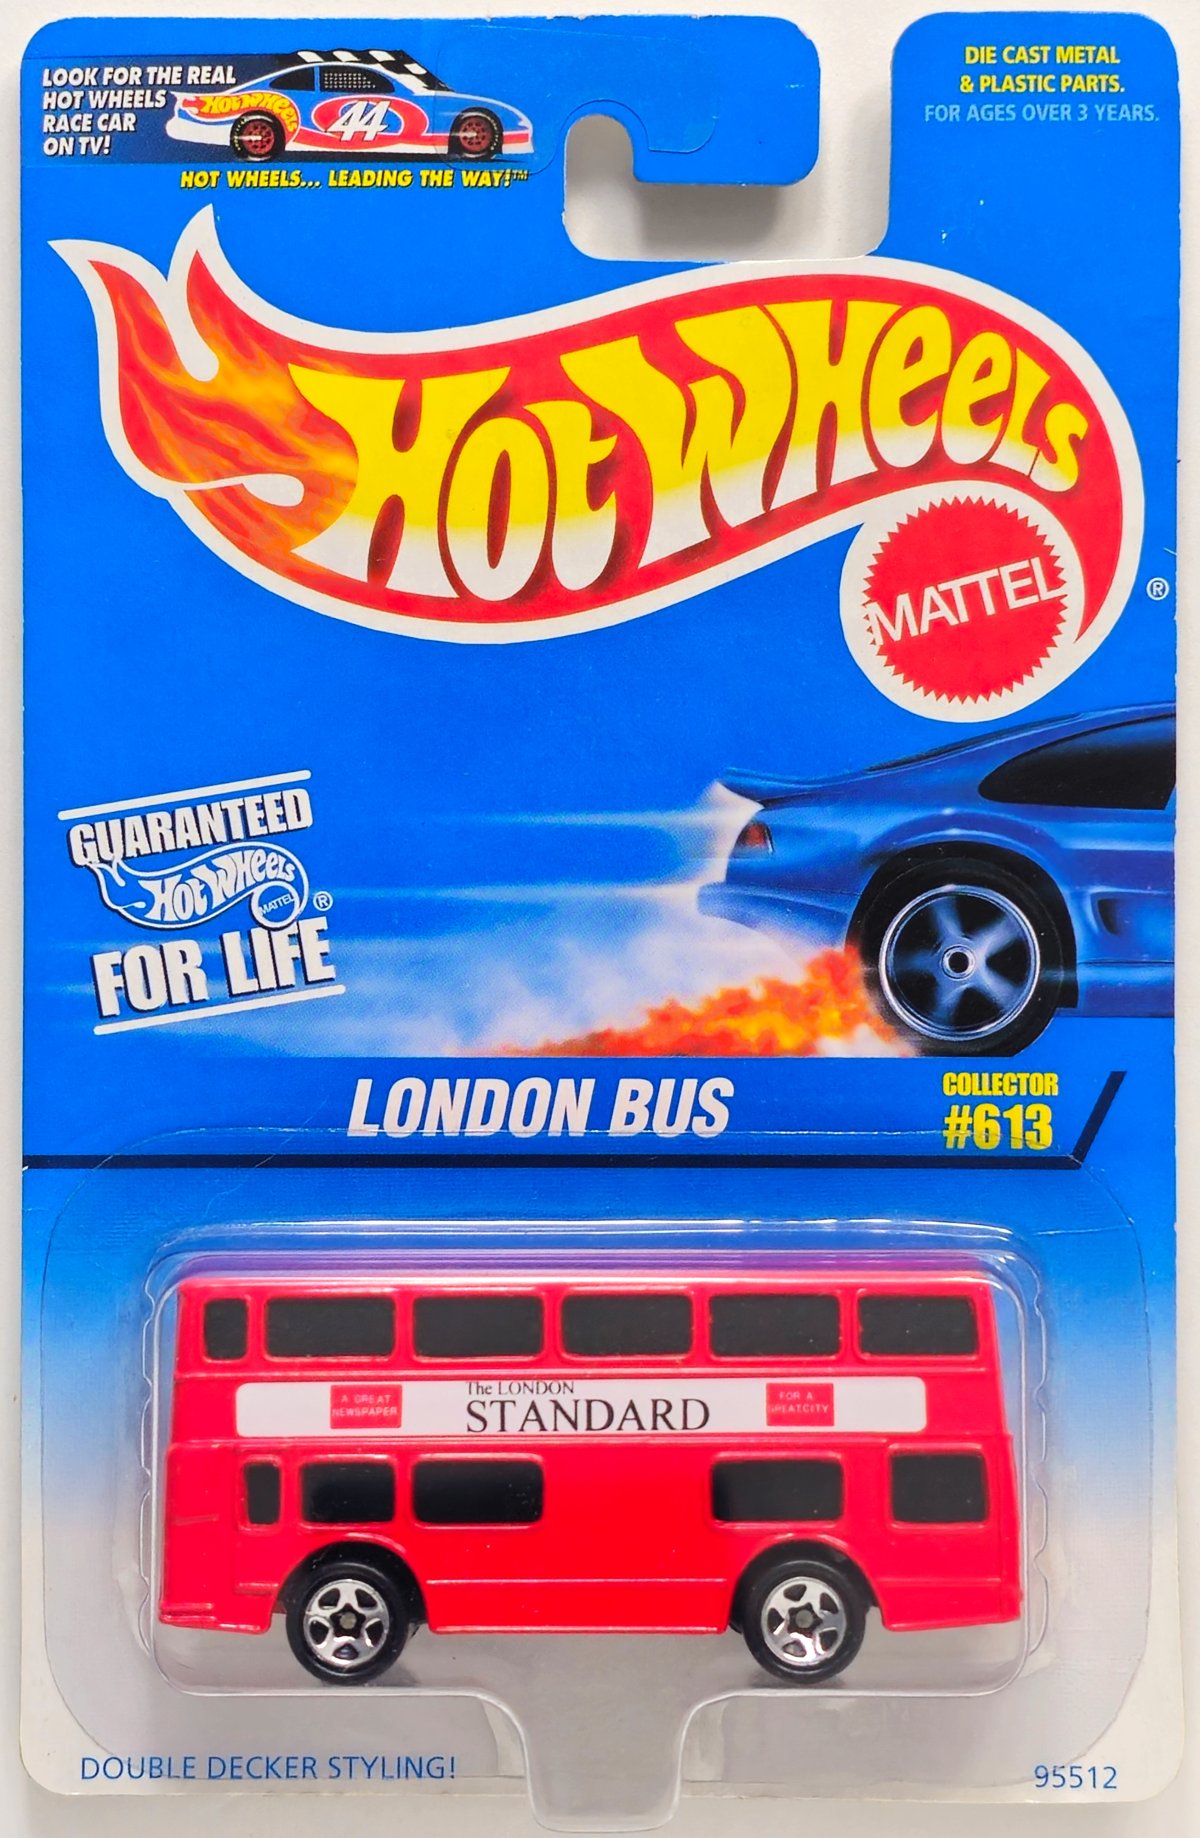 LOOK FOR THE REAL
HOT WHEELS
RACE CAR
ON TV!
HOT WHEELS
44
HOT WHEELS... LEADING THE WAY!™
DIE CAST METAL
& PLASTIC PARTS.
FOR AGES OVER 3 YEARS.
HOT WHEELS
MATTEL
®
GUARANTEED
HOT WHEELS
MATTEL ®
FOR LIFE
LONDON BUS
COLLECTOR
#613
A GREAT
NEWSPAPER
The LONDON
STANDARD
FOR A
GREAT CITY
DOUBLE DECKER STYLING!
95512